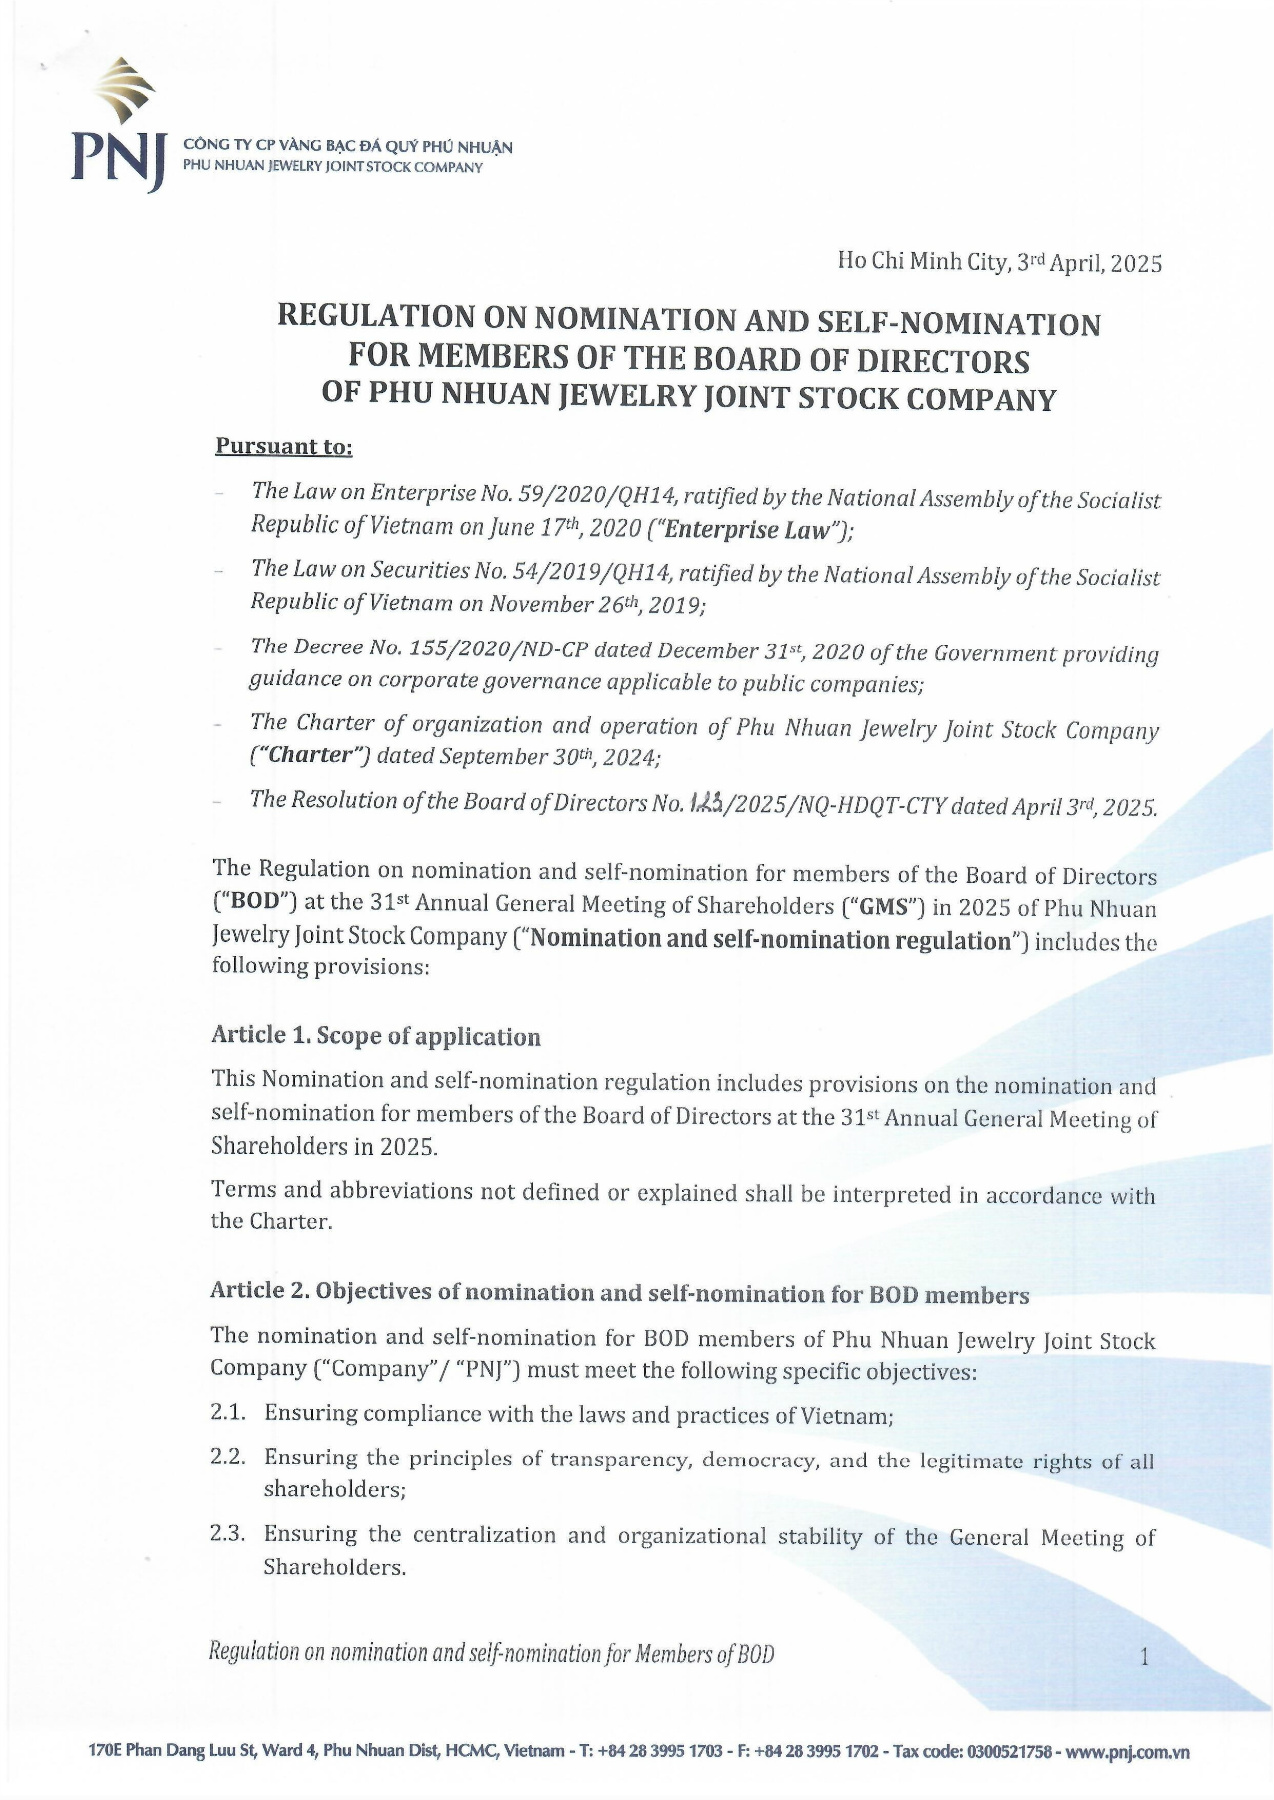 PNJ
CÔNG TY CP VÀNG BẠC ĐÁ QUÝ PHÚ NHUẬN
PHU NHUAN JEWELRY JOINT STOCK COMPANY
Ho Chi Minh City, 3rd April, 2025
REGULATION ON NOMINATION AND SELF-NOMINATION
FOR MEMBERS OF THE BOARD OF DIRECTORS
OF PHU NHUAN JEWELRY JOINT STOCK COMPANY
Pursuant to:
- The Law on Enterprise No. 59/2020/QH14, ratified by the National Assembly of the Socialist
Republic of Vietnam on June 17th, 2020 ("Enterprise Law");
- The Law on Securities No. 54/2019/QH14, ratified by the National Assembly of the Socialist
Republic of Vietnam on November 26th, 2019;
- The Decree No. 155/2020/ND-CP dated December 31st, 2020 of the Government providing
guidance on corporate governance applicable to public companies;
- The Charter of organization and operation of Phu Nhuan Jewelry Joint Stock Company
("Charter") dated September 30th, 2024;
- The Resolution of the Board of Directors No. /2025/NQ-HDQT-CTY dated April 3rd, 2025.
The Regulation on nomination and self-nomination for members of the Board of Directors
("BOD") at the 31st Annual General Meeting of Shareholders ("GMS") in 2025 of Phu Nhuan
Jewelry Joint Stock Company ("Nomination and self-nomination regulation") includes the
following provisions:
Article 1. Scope of application
This Nomination and self-nomination regulation includes provisions on the nomination and
self-nomination for members of the Board of Directors at the 31st Annual General Meeting of
Shareholders in 2025.
Terms and abbreviations not defined or explained shall be interpreted in accordance with
the Charter.
Article 2. Objectives of nomination and self-nomination for BOD members
The nomination and self-nomination for BOD members of Phu Nhuan Jewelry Joint Stock
Company ("Company"/ "PNJ") must meet the following specific objectives:
2.1. Ensuring compliance with the laws and practices of Vietnam;
2.2. Ensuring the principles of transparency, democracy, and the legitimate rights of all
shareholders;
2.3. Ensuring the centralization and organizational stability of the General Meeting of
Shareholders.
Regulation on nomination and self-nomination for Members of BOD 1
170E Phan Dang Luu St, Ward 4, Phu Nhuan Dist, HCMC, Vietnam - T: +84 28 3995 1703 - F: +84 28 3995 1702 - Tax code: 0300521758 - www.pnj.com.vn